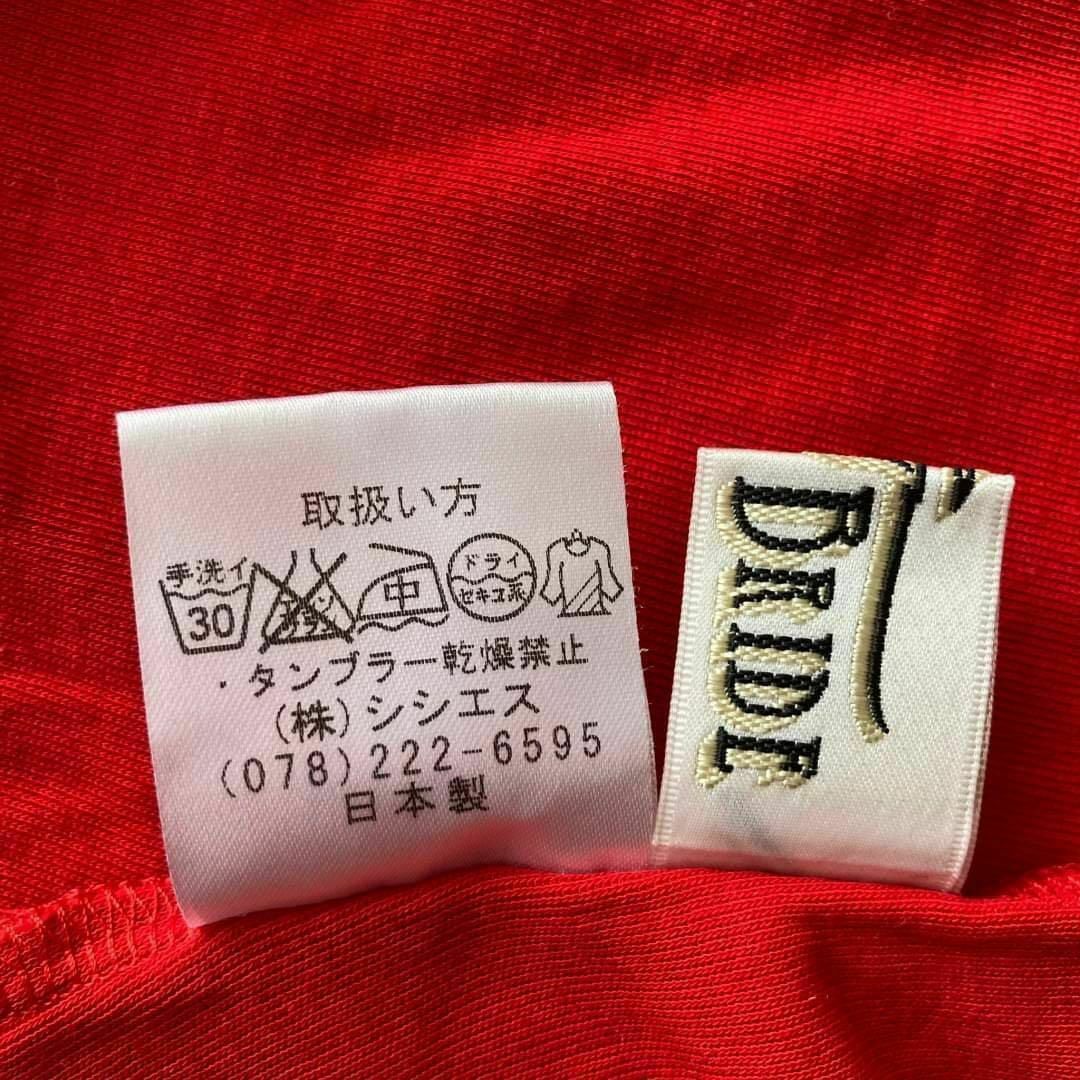 取扱い方
手洗イ 30 中 ドライ セキユ系
・タンブラー乾燥禁止
(株)シシエス
(078)222-6595
日本製
BRIDE